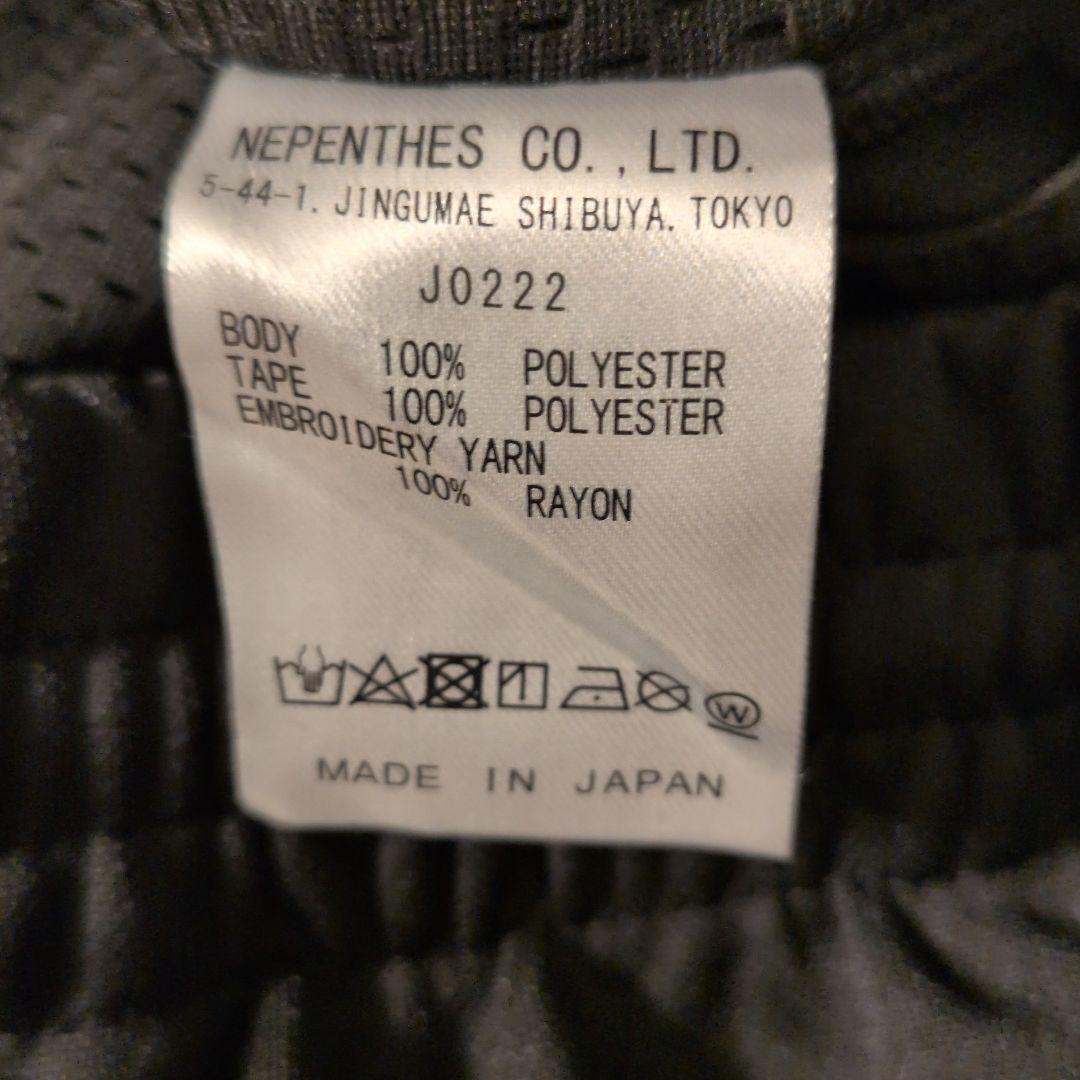 NEPENTHES CO., LTD.
5-44-1. JINGUMAE SHIBUYA. TOKYO
J0222
BODY 100% POLYESTER
TAPE 100% POLYESTER
EMBROIDERY YARN
100% RAYON
W
MADE IN JAPAN